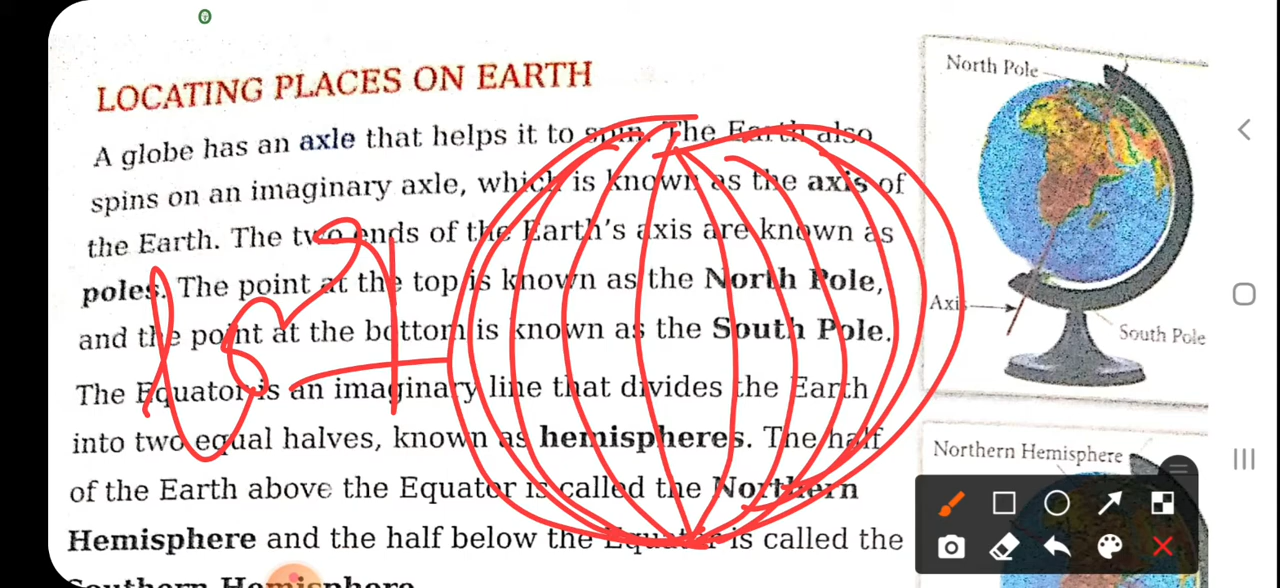 LOCATING PLACES ON EARTH
A globe has an axle that helps it to spin. The Earth also
spins on an imaginary axle, which is known as the axis of
the Earth. The two ends of the Earth's axis are known as
poles. The point at the top is known as the North Pole,
and the point at the bottom is known as the South Pole.
The Equator is an imaginary line that divides the Earth
into two equal halves, known as hemispheres. The half
of the Earth above the Equator is called the Northern
Hemisphere and the half below the Equator is called the
Southern Hemisphere
North Pole
Axis
South Pole
Northern Hemisphere